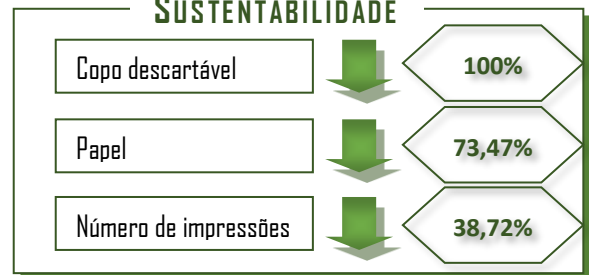 SUSTENTABILIDADE
Copo descartável 100%
Papel 73,47%
Número de impressões 38,72%